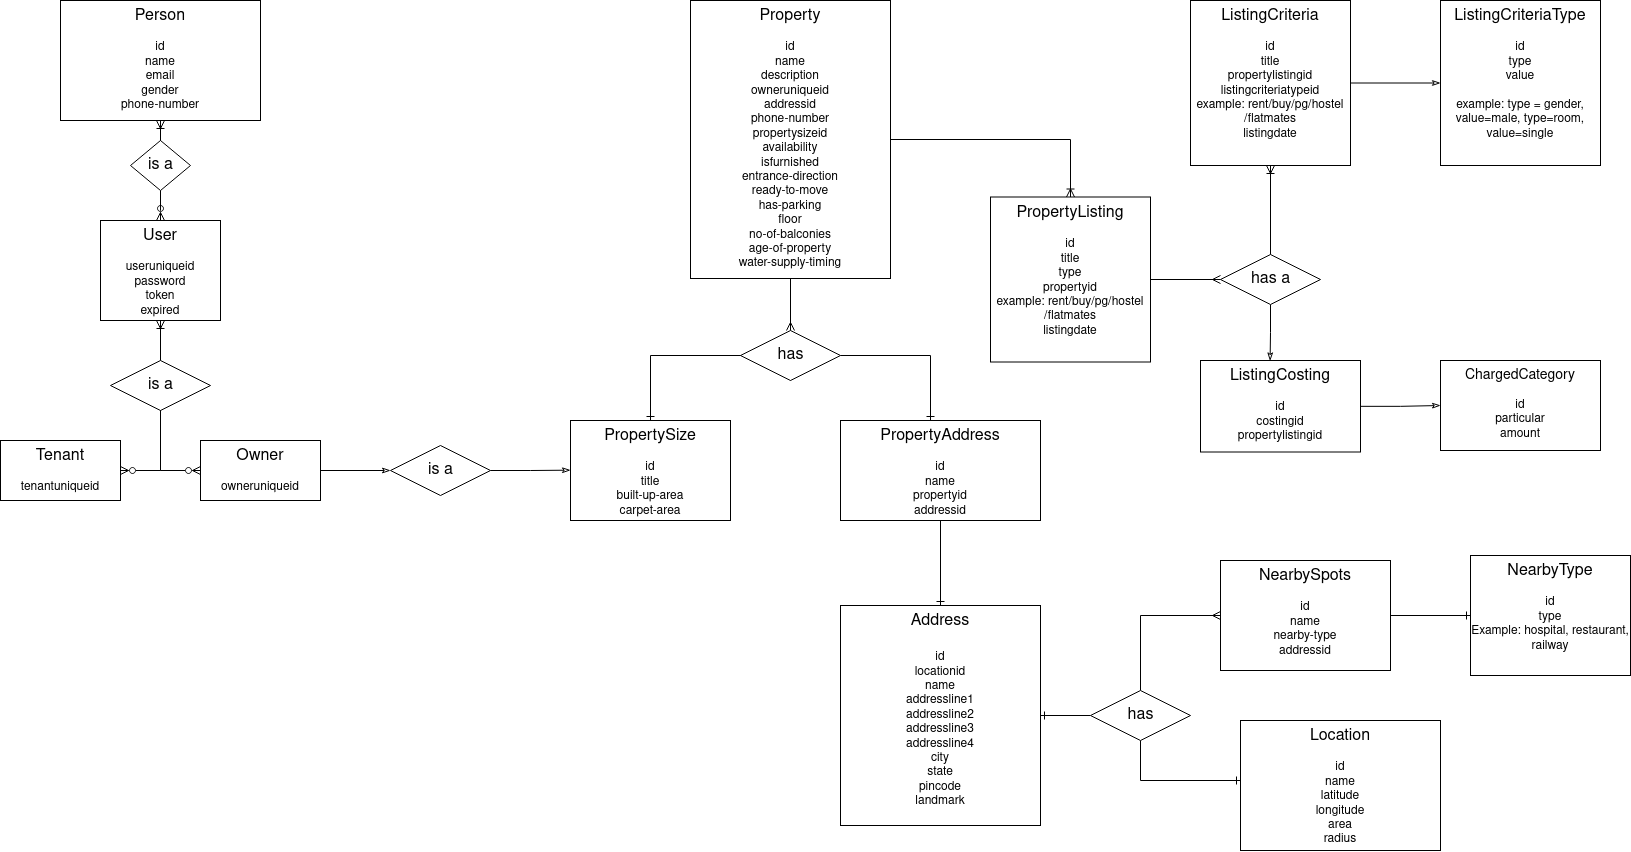 Person
id
name
email
gender
phone-number
is a
User
useruniqueid
password
token
expired
is a
Tenant
tenantuniqueid
Owner
owneruniqueid
is a
Property
id
name
description
owneruniqueid
addressid
phone-number
propertysizeid
availability
isfurnished
entrance-direction
ready-to-move
has-parking
floor
no-of-balconies
age-of-property
water-supply-timing
has
PropertySize
id
title
built-up-area
carpet-area
PropertyAddress
id
name
propertyid
addressid
Address
id
locationid
name
addressline1
addressline2
addressline3
addressline4
city
state
pincode
landmark
PropertyListing
id
title
type
propertyid
example: rent/buy/pg/hostel
/flatmates
listingdate
has a
ListingCriteria
id
title
propertylistingid
listingcriteriatypeid
example: rent/buy/pg/hostel
/flatmates
listingdate
ListingCriteriaType
id
type
value
example: type = gender,
value=male, type=room,
value=single
ListingCosting
id
costingid
propertylistingid
ChargedCategory
id
particular
amount
has
NearbySpots
id
name
nearby-type
addressid
NearbyType
id
type
Example: hospital, restaurant,
railway
Location
id
name
latitude
longitude
area
radius